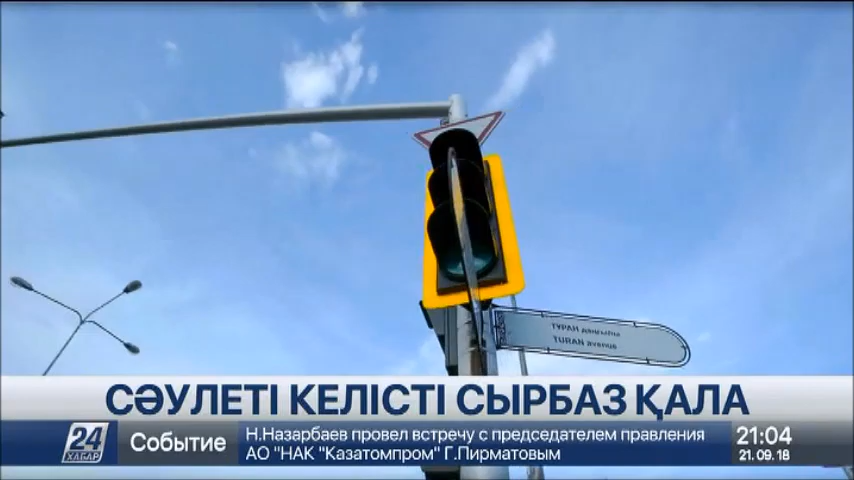 ТҰРАН даңғылы
TURAN avenue
СӘУЛЕТІ КЕЛІСТІ СЫРБАЗ ҚАЛА
24
ХАБАР
Событие
Н.Назарбаев провел встречу с председателем правления
АО "НАК "Казатомпром" Г.Пирматовым
21:04
21.09.18